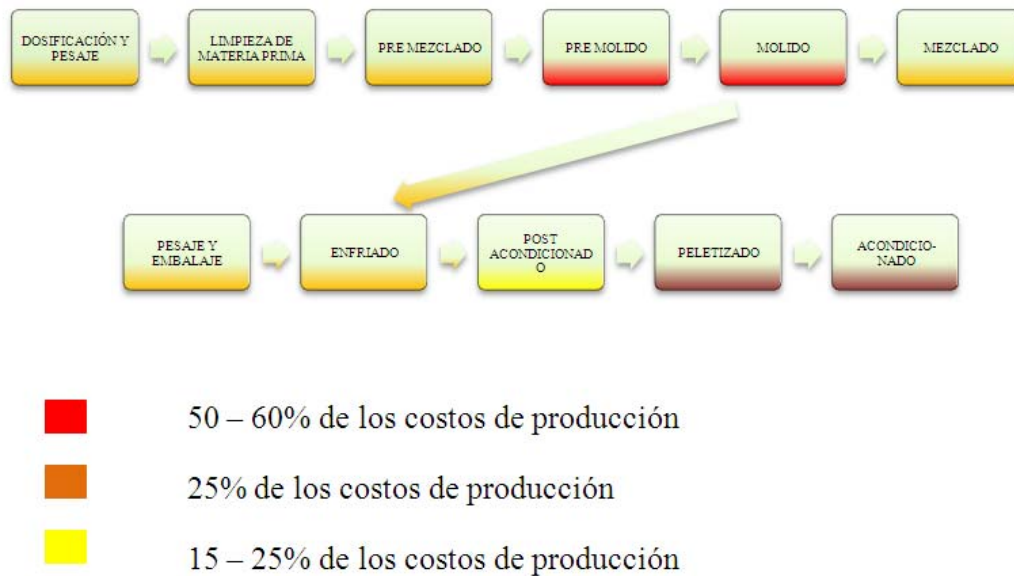 DOSIFICACIÓN Y
PESAJE
LIMPIEZA DE
MATERIA PRIMA
PRE MEZCLADO
PRE MOLIDO
MOLIDO
MEZCLADO
PESAJE Y
EMBALAJE
ENFRIADO
POST
ACONDICIONAD
O
PELETIZADO
ACONDICIO-
NADO
50 – 60% de los costos de producción
25% de los costos de producción
15 – 25% de los costos de producción